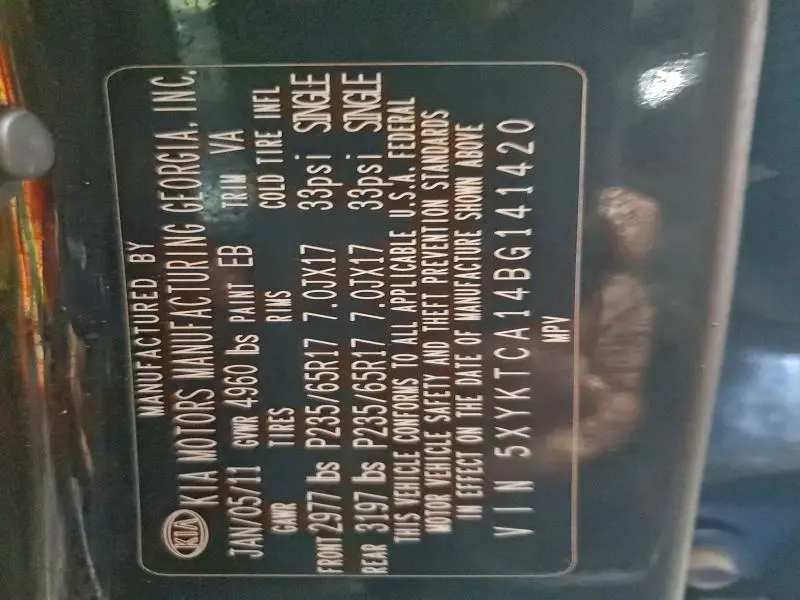 MANUFACTURED BY
KIA KIA MOTORS MANUFACTURING GEORGIA, INC.
JAN/05/11 GVWR 4960 lbs PAINT EB TRIM VA
GWR TIRES RIMS COLD TIRE INFL
FRONT 2977 lbs P235/65R17 7.0JX17 33psi SINGLE
REAR 3197 lbs P235/65R17 7.0JX17 33psi SINGLE
THIS VEHICLE CONFORMS TO ALL APPLICABLE U.S.A. FEDERAL
MOTOR VEHICLE SAFETY AND THEFT PREVENTION STANDARDS
IN EFFECT ON THE DATE OF MANUFACTURE SHOWN ABOVE
VIN 5XYKTCA14BG141420
MPV